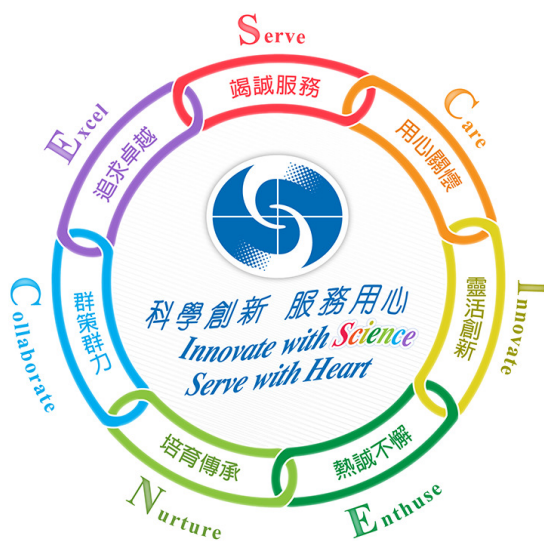 Serve
竭誠服務
Care
用心關懷
Innovate
靈活創新
Enthuse
熱誠不懈
Nurture
培育傳承
Collaborate
群策群力
Excel
追求卓越
科學創新 服務用心
Innovate with Science
Serve with Heart